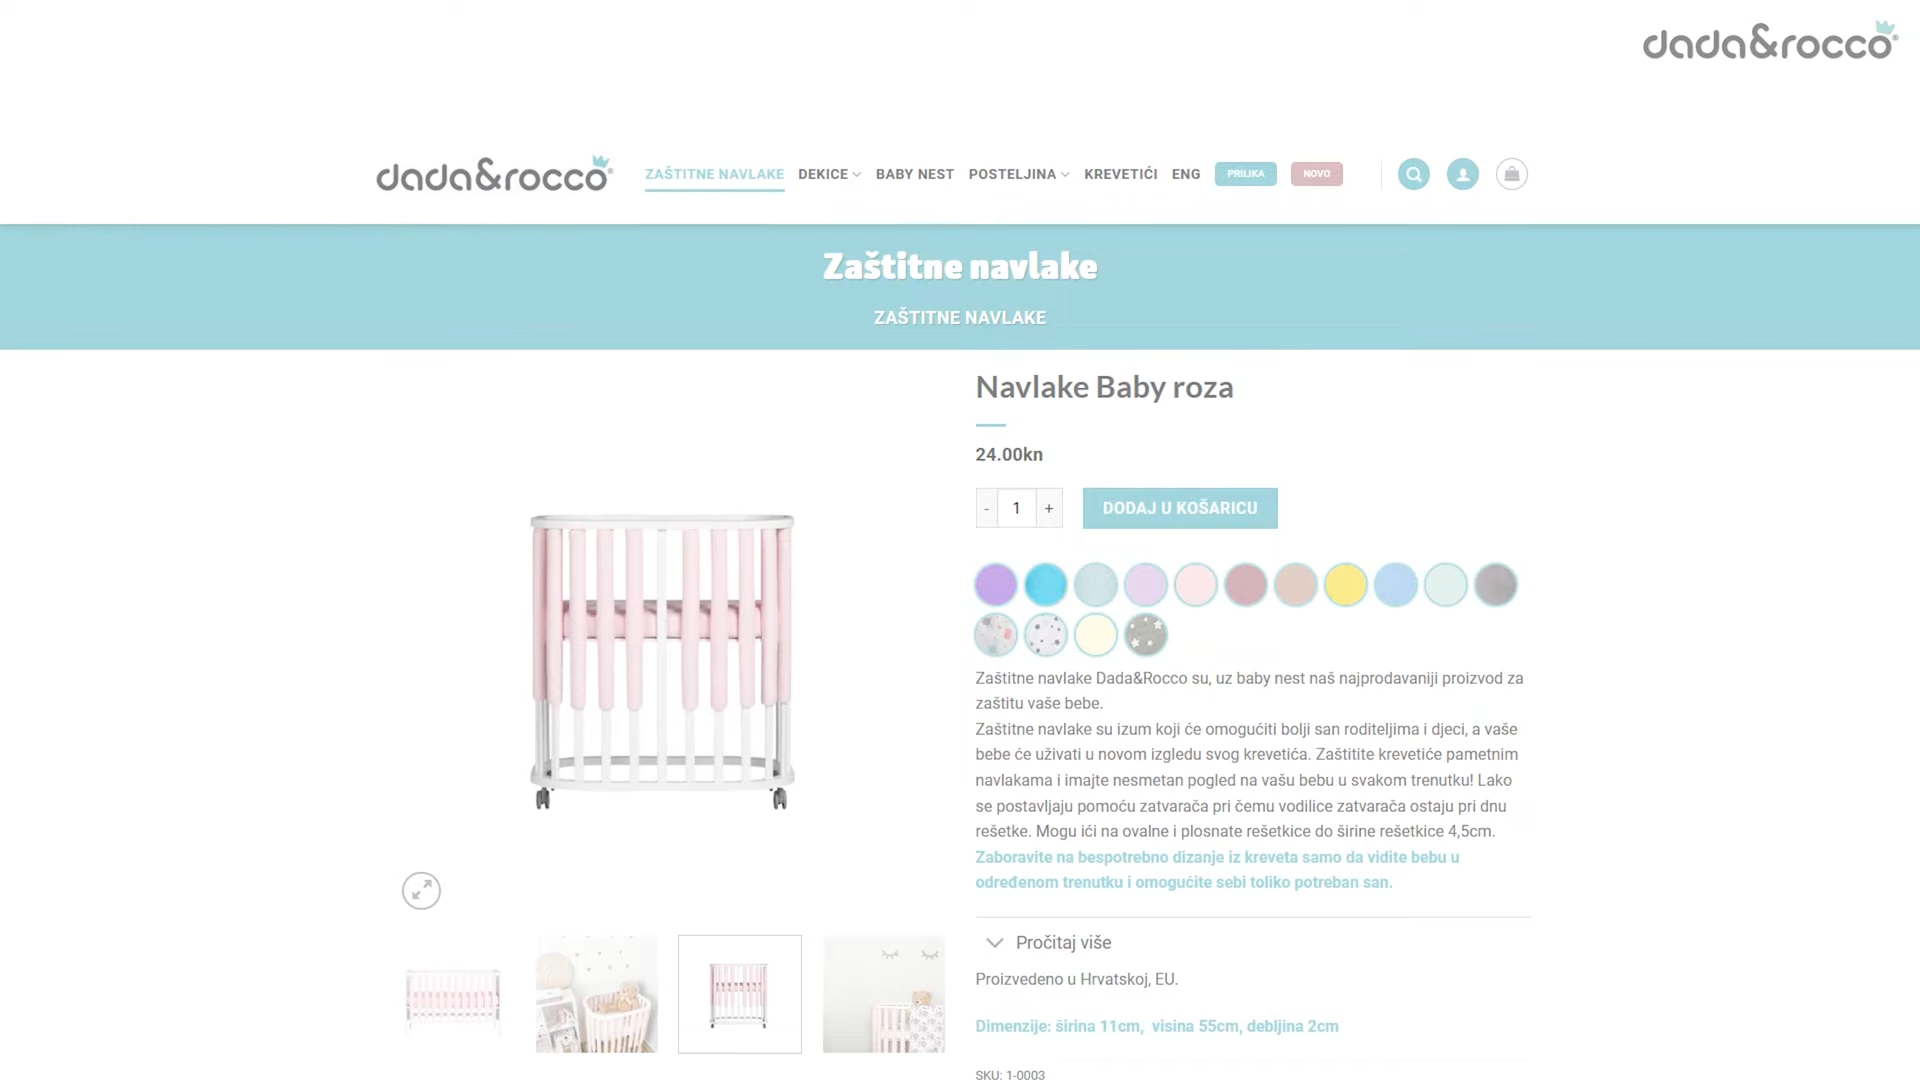 dada&rocco®
dada&rocco®
ZAŠTITNE NAVLAKE DEKICE BABY NEST POSTELJINA KREVETIĆI ENG PRILIKA NOVO
Zaštitne navlake
ZAŠTITNE NAVLAKE
Navlake Baby roza
24.00kn
- 1 + DODAJ U KOŠARICU
Zaštitne navlake Dada&Rocco su, uz baby nest naš najprodavaniji proizvod za
zaštitu vaše bebe.
Zaštitne navlake su izum koji će omogućiti bolji san roditeljima i djeci, a vaše
bebe će uživati u novom izgledu svog krevetića. Zaštitite krevetiće pametnim
navlakama i imajte nesmetan pogled na vašu bebu u svakom trenutku! Lako
se postavljaju pomoću zatvarača pri čemu vodilice zatvarača ostaju pri dnu
rešetke. Mogu ići na ovalne i plosnate rešetkice do širine rešetkice 4,5cm.
Zaboravite na bespotrebno dizanje iz kreveta samo da vidite bebu u
određenom trenutku i omogućite sebi toliko potreban san.
Pročitaj više
Proizvedeno u Hrvatskoj, EU.
Dimenzije: širina 11cm, visina 55cm, debljina 2cm
SKU: 1-0003